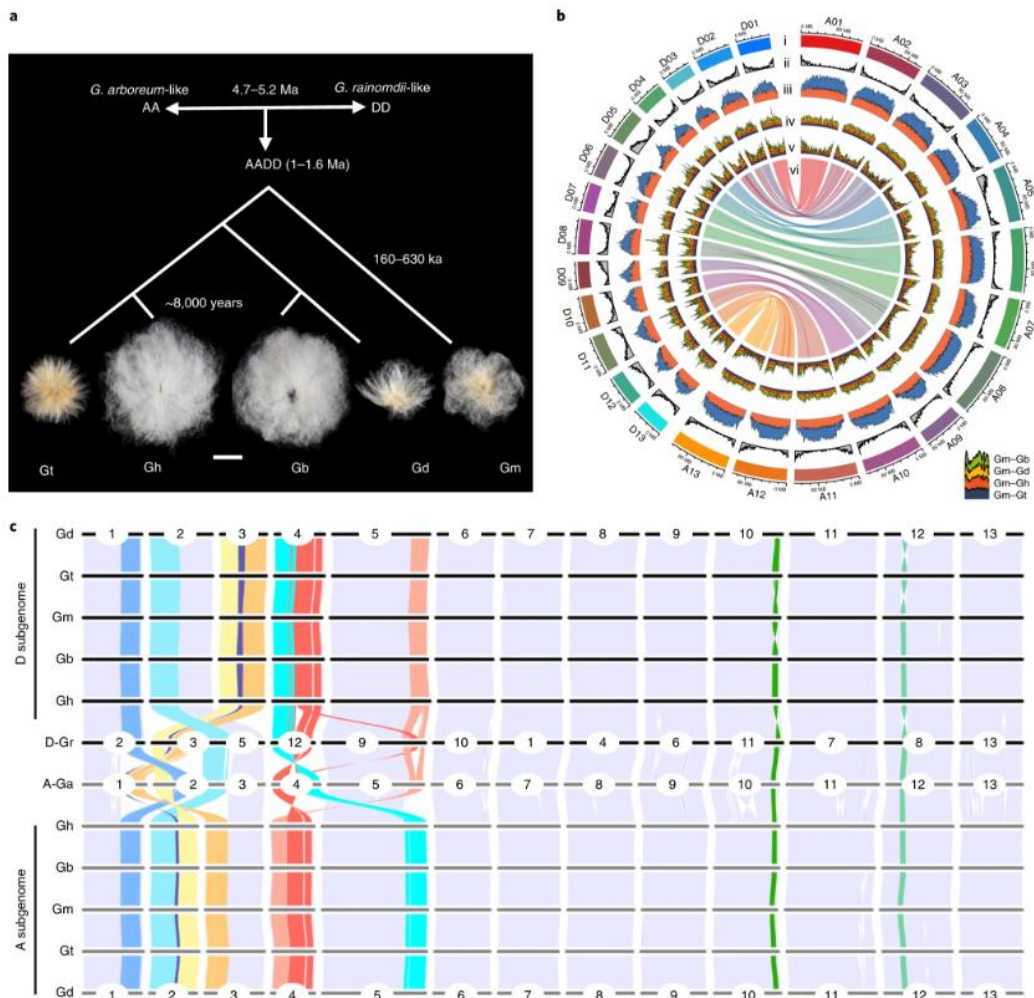 a
G. arboreum-like
4.7–5.2 Ma
G. rainomdii-like
AA
DD
AADD (1–1.6 Ma)
160–630 ka
~8,000 years
Gt
Gh
Gb
Gd
Gm
b
D01
D02
D03
D04
D05
D06
D07
D08
D09
D10
D11
D12
D13
A01
A02
A03
A04
A05
A07
A08
A09
A10
A11
A12
A13
i
ii
iii
iv
v
vi
Gm–Gb
Gm–Gd
Gm–Gh
Gm–Gt
c
D subgenome
A subgenome
Gd 1 2 3 4 5 6 7 8 9 10 11 12 13
Gt
Gm
Gb
Gh
D-Gr 2 3 5 12 9 10 1 4 6 11 7 8 13
A-Ga 1 2 3 4 5 6 7 8 9 10 11 12 13
Gh
Gb
Gm
Gt
Gd 1 2 3 4 5 6 7 8 9 10 11 12 13